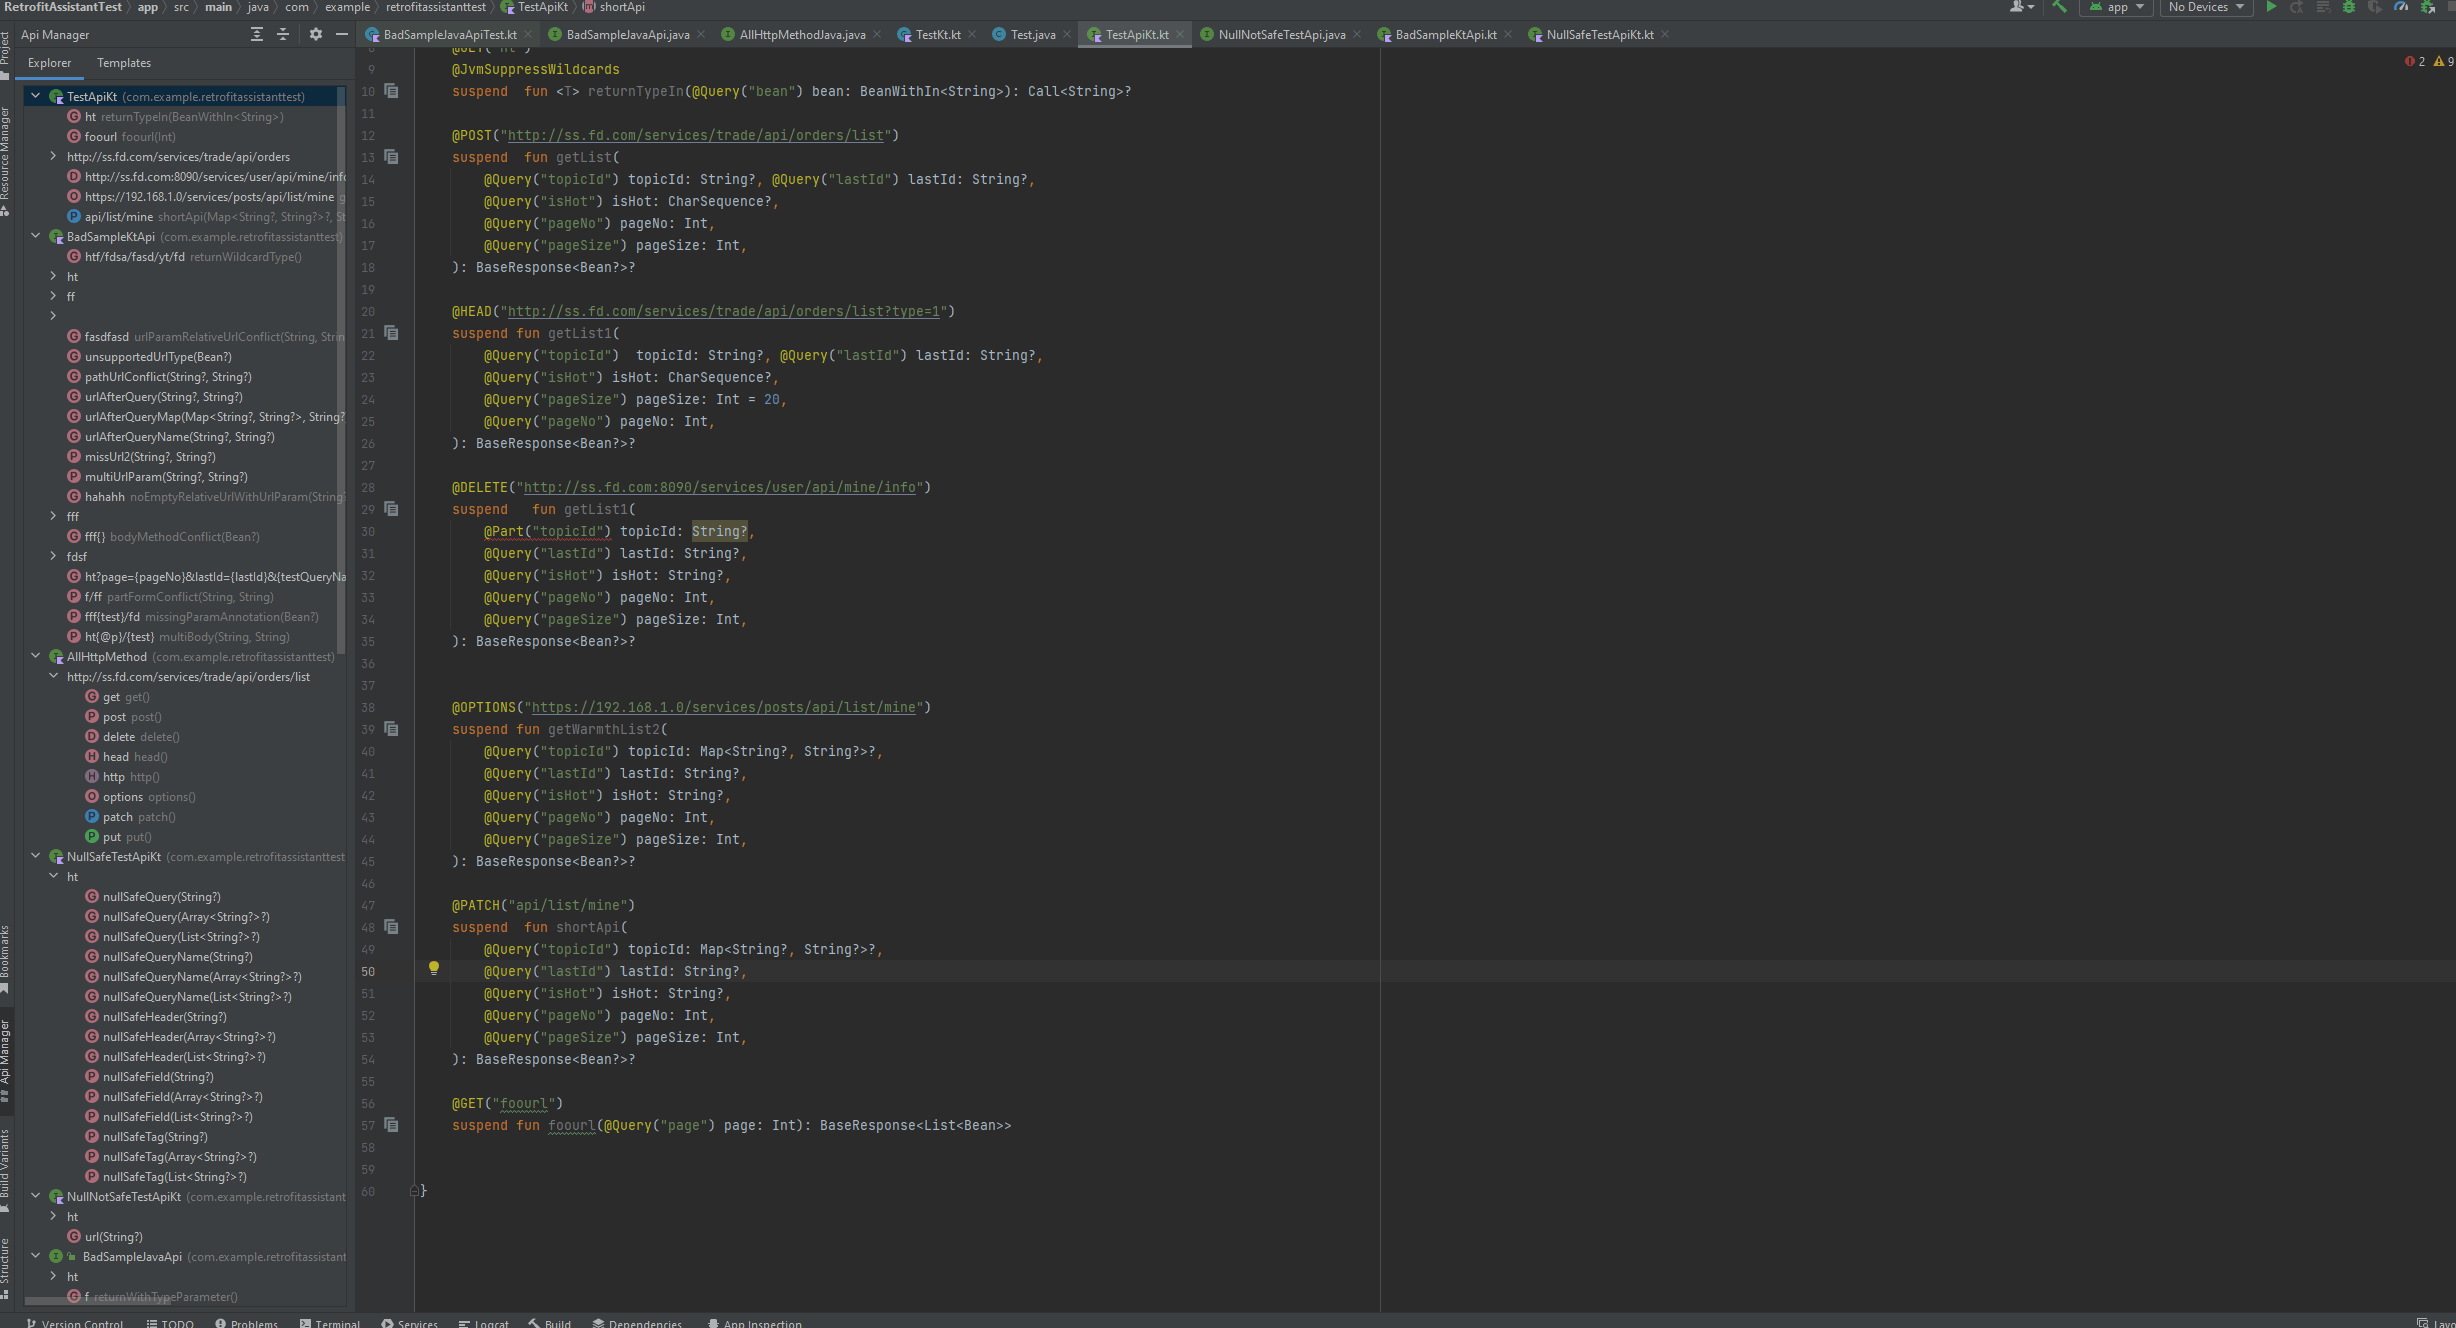 RetrofitAssistantTest app src main java com example retrofitassistanttest TestApiKt shortApi
app No Devices
Api Manager
BadSampleJavaApiTest.kt BadSampleJavaApi.java AllHttpMethodJava.java TestKt.kt Test.java TestApiKt.kt NullNotSafeTestApi.java BadSampleKtApi.kt NullSafeTestApiKt.kt
Explorer Templates
2 9
Project
Resource Manager
Bookmarks
Api Manager
Build Variants
Structure
TestApiKt (com.example.retrofitassistanttest)
ht returnTypeIn(BeanWithIn<String>)
foourl foourl(Int)
http://ss.fd.com/services/trade/api/orders
http://ss.fd.com:8090/services/user/api/mine/info
https://192.168.1.0/services/posts/api/list/mine g
api/list/mine shortApi(Map<String?, String?>?, St
BadSampleKtApi (com.example.retrofitassistanttest)
htf/fdsa/fasd/yt/fd returnWildcardType()
ht
ff
fasdfasd urlParamRelativeUrlConflict(String, Strin
unsupportedUrlType(Bean?)
pathUrlConflict(String?, String?)
urlAfterQuery(String?, String?)
urlAfterQueryMap(Map<String?, String?>, String?
urlAfterQueryName(String?, String?)
missUrl2(String?, String?)
multiUrlParam(String?, String?)
hahahh noEmptyRelativeUrlWithUrlParam(String?
fff
fff{} bodyMethodConflict(Bean?)
fdsf
ht?page={pageNo}&lastId={lastId}&{testQueryNa
f/ff partFormConflict(String, String)
fff{test}/fd missingParamAnnotation(Bean?)
ht{@p}/{test} multiBody(String, String)
AllHttpMethod (com.example.retrofitassistanttest)
http://ss.fd.com/services/trade/api/orders/list
get get()
post post()
delete delete()
head head()
http http()
options options()
patch patch()
put put()
NullSafeTestApiKt (com.example.retrofitassistanttest
ht
nullSafeQuery(String?)
nullSafeQuery(Array<String?>?)
nullSafeQuery(List<String?>?)
nullSafeQueryName(String?)
nullSafeQueryName(Array<String?>?)
nullSafeQueryName(List<String?>?)
nullSafeHeader(String?)
nullSafeHeader(Array<String?>?)
nullSafeHeader(List<String?>?)
nullSafeField(String?)
nullSafeField(Array<String?>?)
nullSafeField(List<String?>?)
nullSafeTag(String?)
nullSafeTag(Array<String?>?)
nullSafeTag(List<String?>?)
NullNotSafeTestApiKt (com.example.retrofitassistant
ht
url(String?)
BadSampleJavaApi (com.example.retrofitassistant
ht
f returnWithTypeParameter()
8 @GET("ht")
9 @JvmSuppressWildcards
10 suspend fun <T> returnTypeIn(@Query("bean") bean: BeanWithIn<String>): Call<String>?
11
12 @POST("http://ss.fd.com/services/trade/api/orders/list")
13 suspend fun getList(
14 @Query("topicId") topicId: String?, @Query("lastId") lastId: String?,
15 @Query("isHot") isHot: CharSequence?,
16 @Query("pageNo") pageNo: Int,
17 @Query("pageSize") pageSize: Int,
18 ): BaseResponse<Bean?>?
19
20 @HEAD("http://ss.fd.com/services/trade/api/orders/list?type=1")
21 suspend fun getList1(
22 @Query("topicId") topicId: String?, @Query("lastId") lastId: String?,
23 @Query("isHot") isHot: CharSequence?,
24 @Query("pageSize") pageSize: Int = 20,
25 @Query("pageNo") pageNo: Int,
26 ): BaseResponse<Bean?>?
27
28 @DELETE("http://ss.fd.com:8090/services/user/api/mine/info")
29 suspend fun getList1(
30 @Part("topicId") topicId: String?,
31 @Query("lastId") lastId: String?,
32 @Query("isHot") isHot: String?,
33 @Query("pageNo") pageNo: Int,
34 @Query("pageSize") pageSize: Int,
35 ): BaseResponse<Bean?>?
36
37
38 @OPTIONS("https://192.168.1.0/services/posts/api/list/mine")
39 suspend fun getWarmthList2(
40 @Query("topicId") topicId: Map<String?, String?>?,
41 @Query("lastId") lastId: String?,
42 @Query("isHot") isHot: String?,
43 @Query("pageNo") pageNo: Int,
44 @Query("pageSize") pageSize: Int,
45 ): BaseResponse<Bean?>?
46
47 @PATCH("api/list/mine")
48 suspend fun shortApi(
49 @Query("topicId") topicId: Map<String?, String?>?,
50 @Query("lastId") lastId: String?,
51 @Query("isHot") isHot: String?,
52 @Query("pageNo") pageNo: Int,
53 @Query("pageSize") pageSize: Int,
54 ): BaseResponse<Bean?>?
55
56 @GET("foourl")
57 suspend fun foourl(@Query("page") page: Int): BaseResponse<List<Bean>>
58
59
60 }
Version Control TODO Problems Terminal Services Logcat Build Dependencies App Inspection Layo